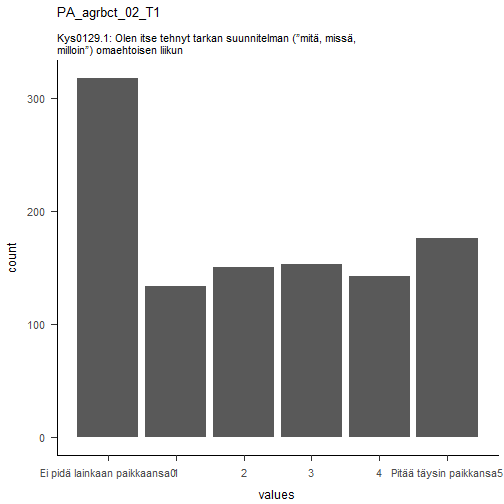 PA_agrbct_02_T1
Kys0129.1: Olen itse tehnyt tarkan suunnitelman ("mitä, missä,
milloin") omaehtoisen liikun
count
300
200
100
0
Ei pidä lainkaan paikkaansa0 1 2 3 4 Pitää täysin paikkansa5
values